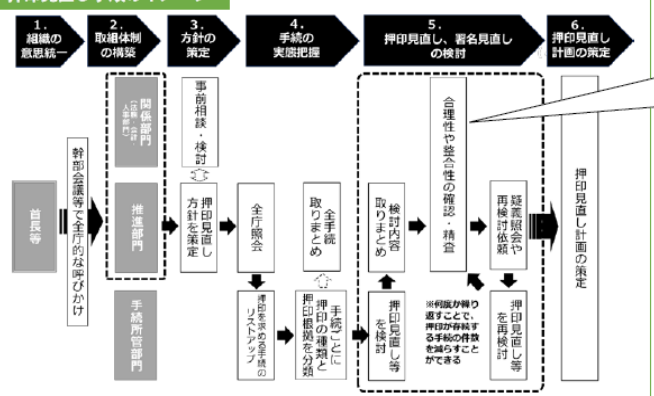 1.
組織の
意思統一
2.
取組体制
の構築
3.
方針の
策定
4.
手続の
実態把握
5.
押印見直し、署名見直し
の検討
6.
押印見直し
計画の策定
首長等
幹部会議等で全庁的な呼びかけ
関係部門
推進部門
手続所管部門
事前相談・検討
押印見直し
方針を策定
全庁照会
押印を求める手続の
リストアップ
全手続
取りまとめ
手続ごとに
押印の種類と
押印根拠を分類
検討内容
取りまとめ
押印見直し等
を検討
合理性や整合性の確認・精査
疑義照会や
再検討依頼
押印見直し等
を再検討
※何度か繰り
返すことで、
押印が存続す
る手続の件数
を減らすこと
ができる
押印見直し計画の策定